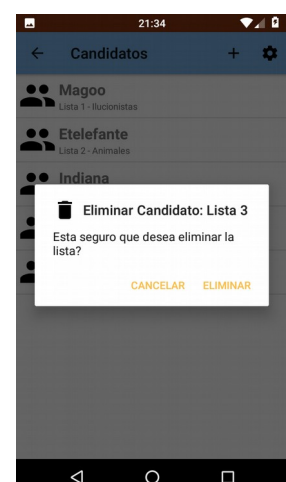 21:34
Candidatos
Magoo
Lista 1 - Ilucionistas
Etelefante
Lista 2 - Animales
Indiana
Eliminar Candidato: Lista 3
Esta seguro que desea eliminar la
lista?
CANCELAR ELIMINAR